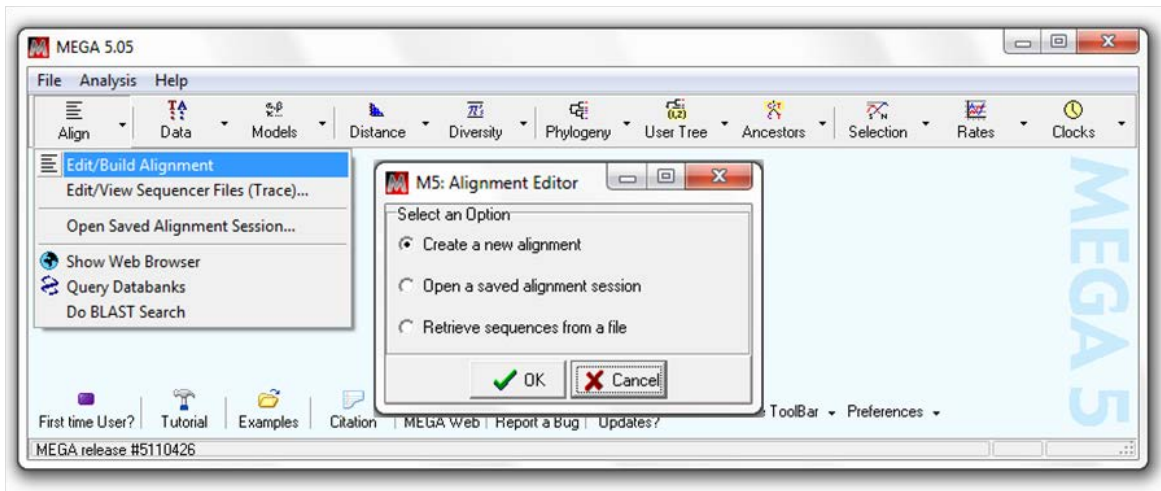 MEGA 5.05
File Analysis Help
Align Data Models Distance Diversity Phylogeny User Tree Ancestors Selection Rates Clocks
Edit/Build Alignment
Edit/View Sequencer Files (Trace)...
Open Saved Alignment Session...
Show Web Browser
Query Databanks
Do BLAST Search
M5: Alignment Editor
Select an Option
Create a new alignment
Open a saved alignment session
Retrieve sequences from a file
OK Cancel
MEGA 5
First time User? Tutorial Examples Citation MEGA Web Report a Bug Updates? ToolBar Preferences
MEGA release #5110426